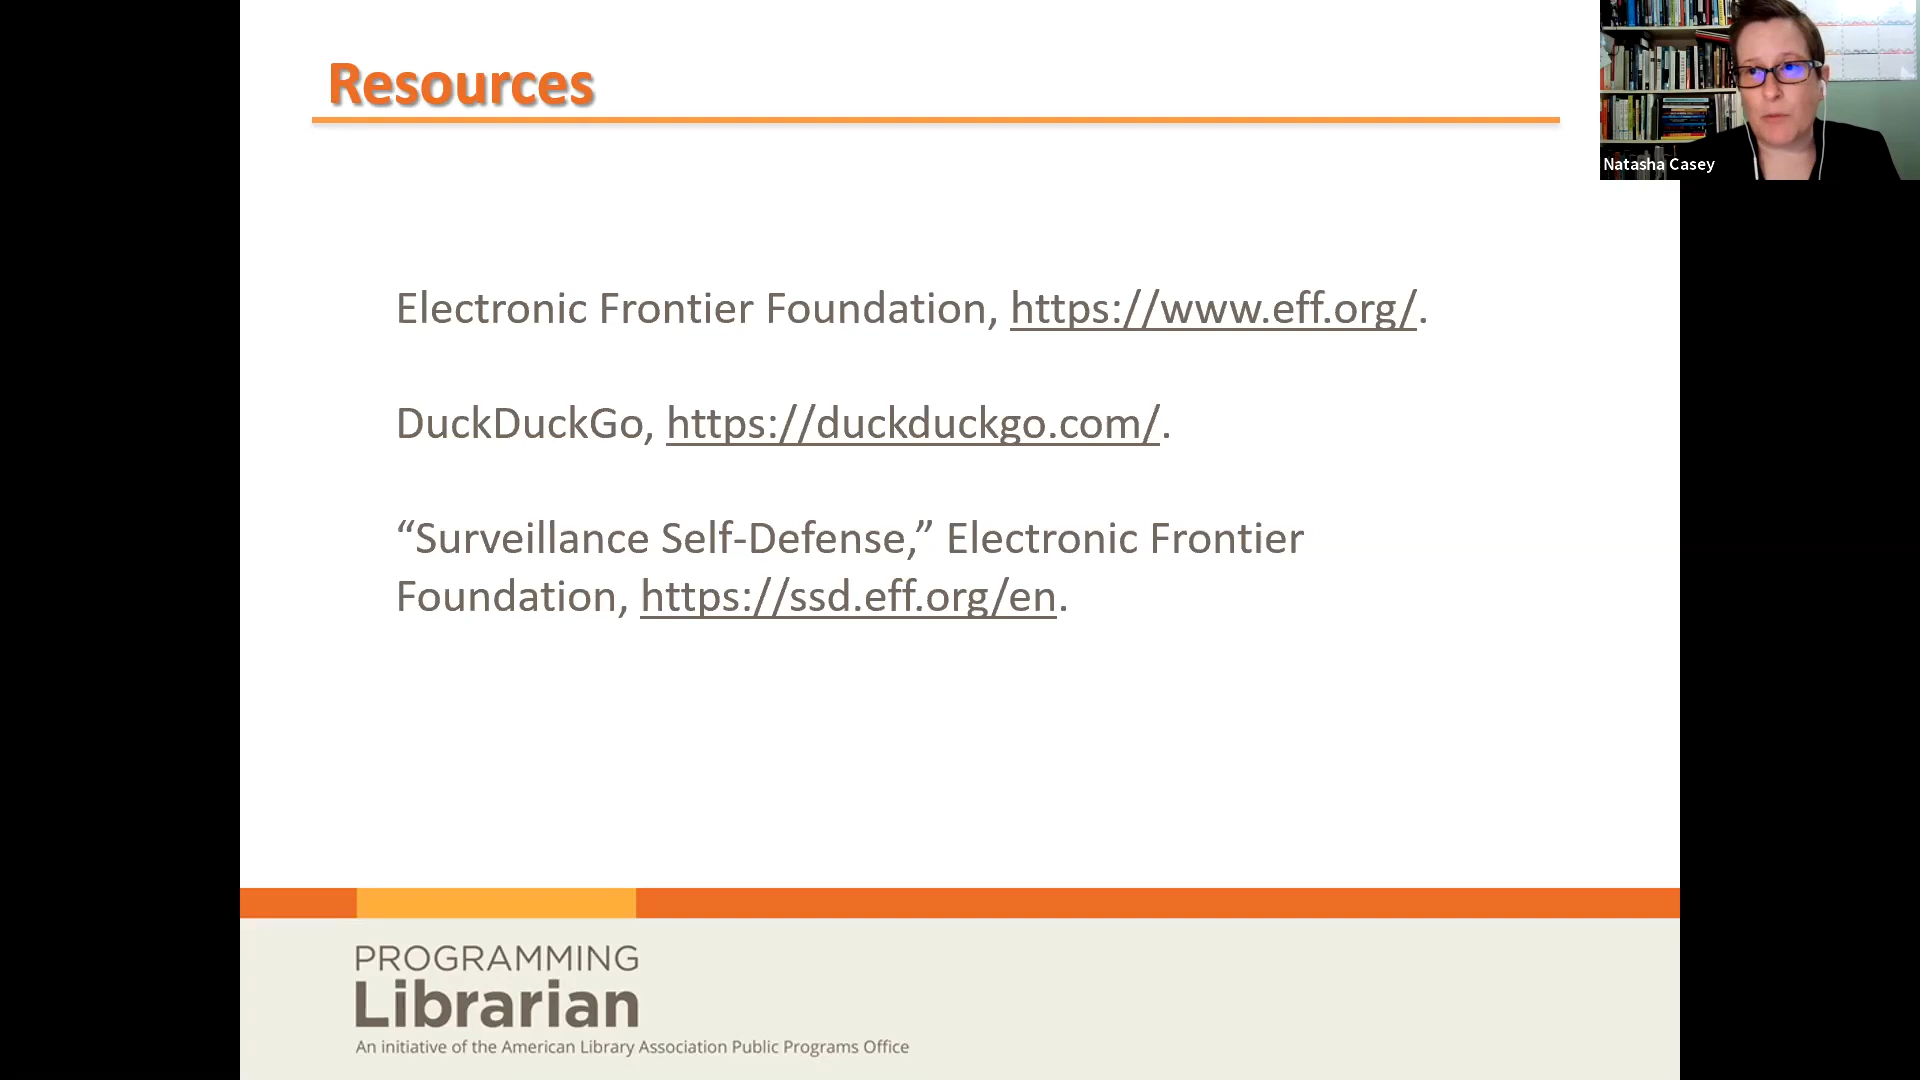 Resources
Natasha Casey
Electronic Frontier Foundation, https://www.eff.org/.
DuckDuckGo, https://duckduckgo.com/.
“Surveillance Self-Defense,” Electronic Frontier
Foundation, https://ssd.eff.org/en.
PROGRAMMING
Librarian
An initiative of the American Library Association Public Programs Office